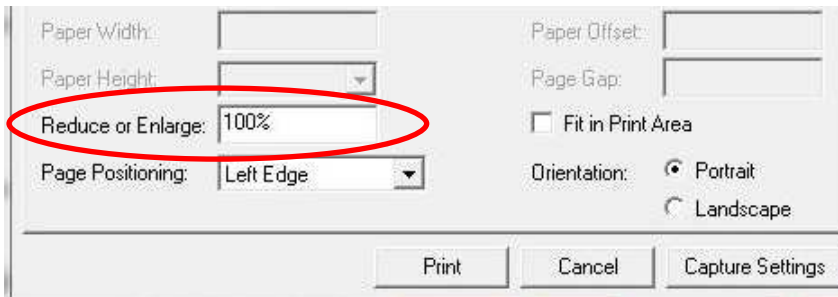 Paper Width: Paper Offset:
Paper Height: Page Gap:
Reduce or Enlarge: 100% Fit in Print Area
Page Positioning: Left Edge Orientation: Portrait
Landscape
Print Cancel Capture Settings